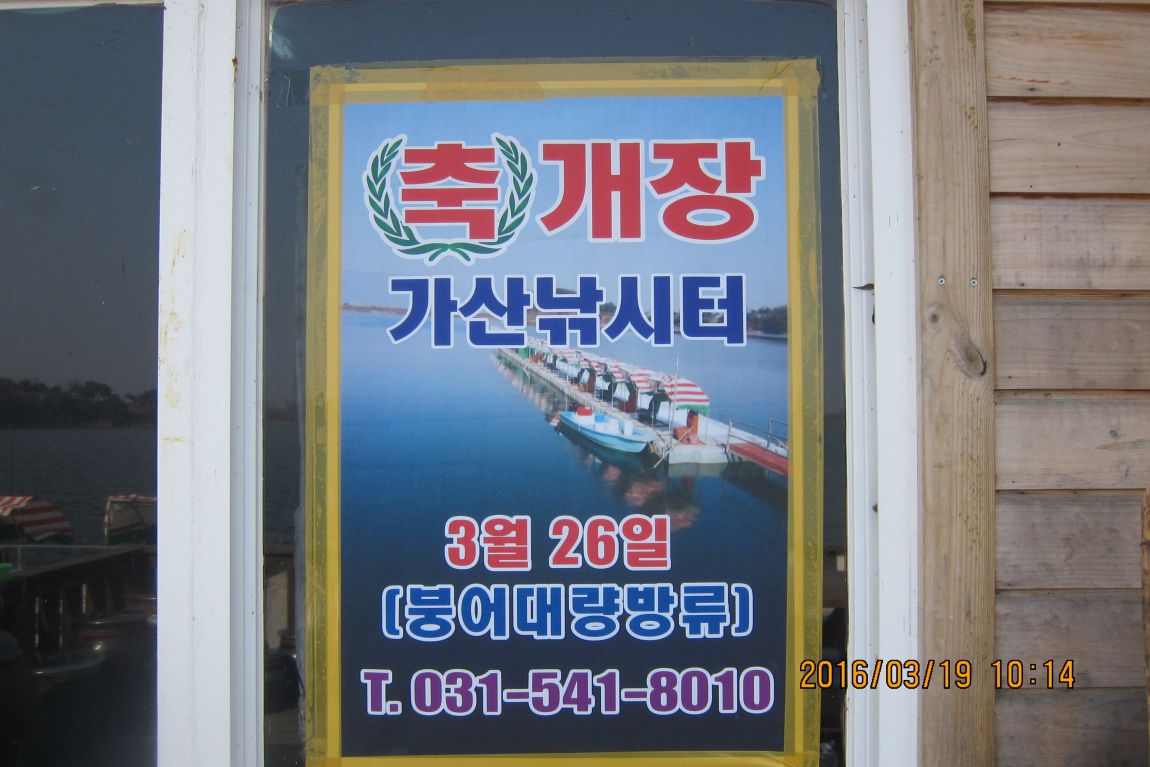 축 개장
가산낚시터
3월 26일
(붕어대량방류)
T. 031-541-8010
2016/03/19 10:14